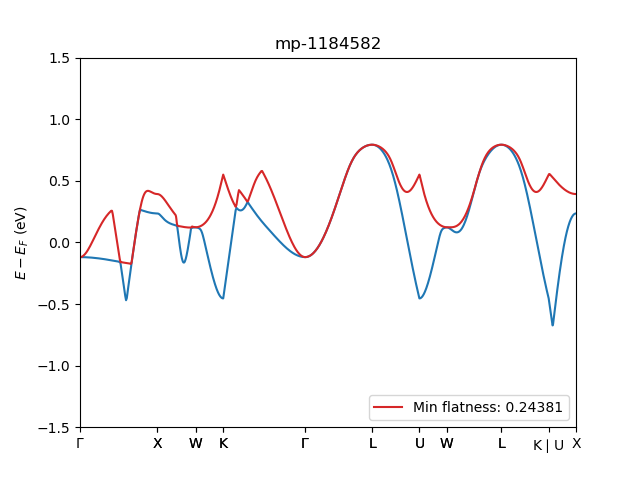 mp-1184582
E − E_F (eV)
1.5
1.0
0.5
0.0
−0.5
−1.0
−1.5
Min flatness: 0.24381
Γ X W K Γ L U W L K | U X